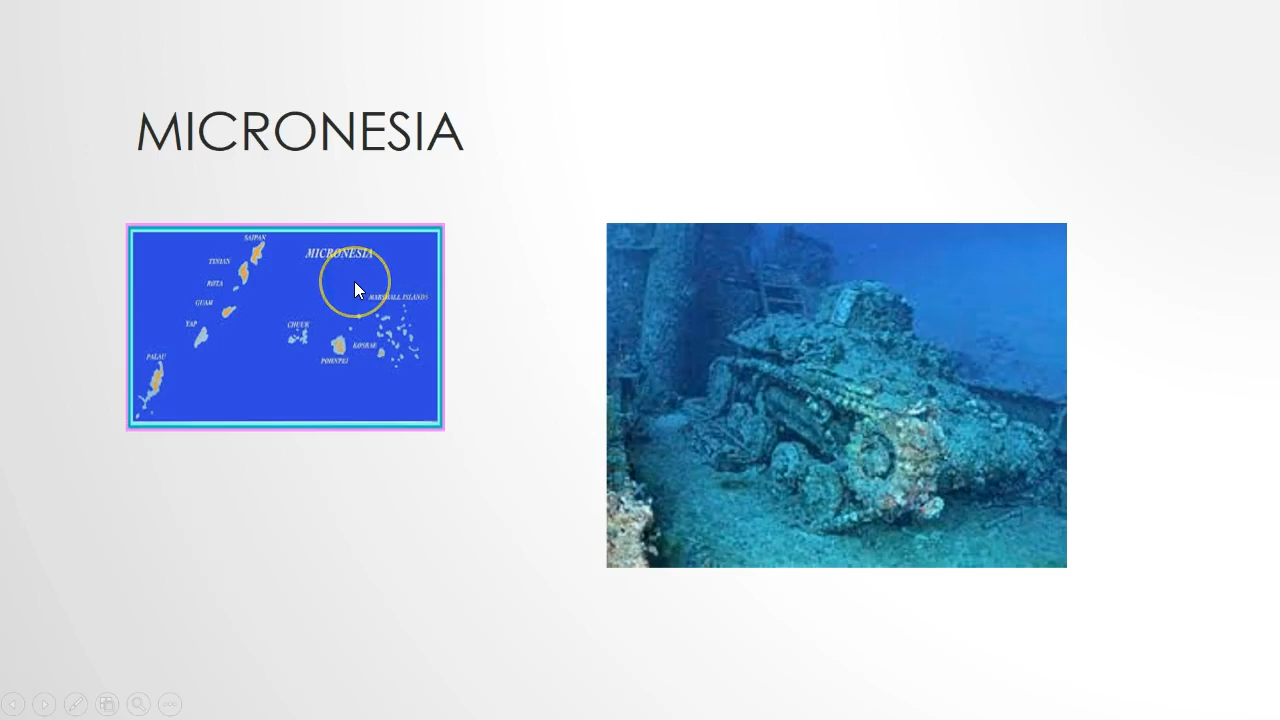 MICRONESIA
SAIPAN
MICRONESIA
TINIAN
ROTA
MARSHALL ISLANDS
GUAM
YAP
CHUUK
KOSRAE
PALAU
POHNPEI